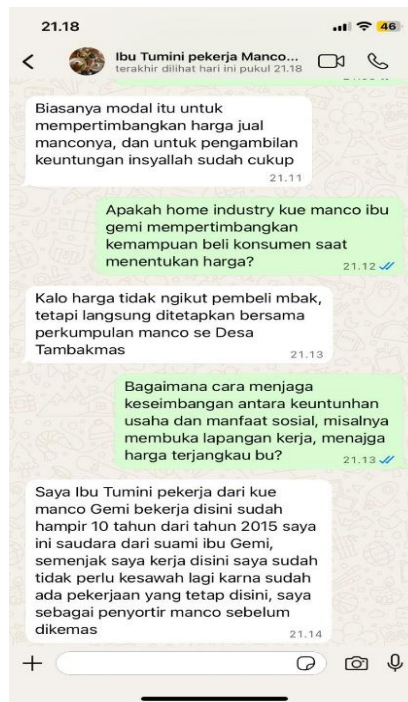 21.18
46
Ibu Tumini pekerja Manco...
terakhir dilihat hari ini pukul 21.18
Biasanya modal itu untuk
mempertimbangkan harga jual
manconya, dan untuk pengambilan
keuntungan insyallah sudah cukup
21.11
Apakah home industry kue manco ibu
gemi mempertimbangkan
kemampuan beli konsumen saat
menentukan harga?
21.12
Kalo harga tidak ngikut pembeli mbak,
tetapi langsung ditetapkan bersama
perkumpulan manco se Desa
Tambakmas
21.13
Bagaimana cara menjaga
keseimbangan antara keuntunhan
usaha dan manfaat sosial, misalnya
membuka lapangan kerja, menajga
harga terjangkau bu?
21.13
Saya Ibu Tumini pekerja dari kue
manco Gemi bekerja disini sudah
hampir 10 tahun dari tahun 2015 saya
ini saudara dari suami ibu Gemi,
semenjak saya kerja disini saya sudah
tidak perlu kesawah lagi karna sudah
ada pekerjaan yang tetap disini, saya
sebagai penyortir manco sebelum
dikemas
21.14